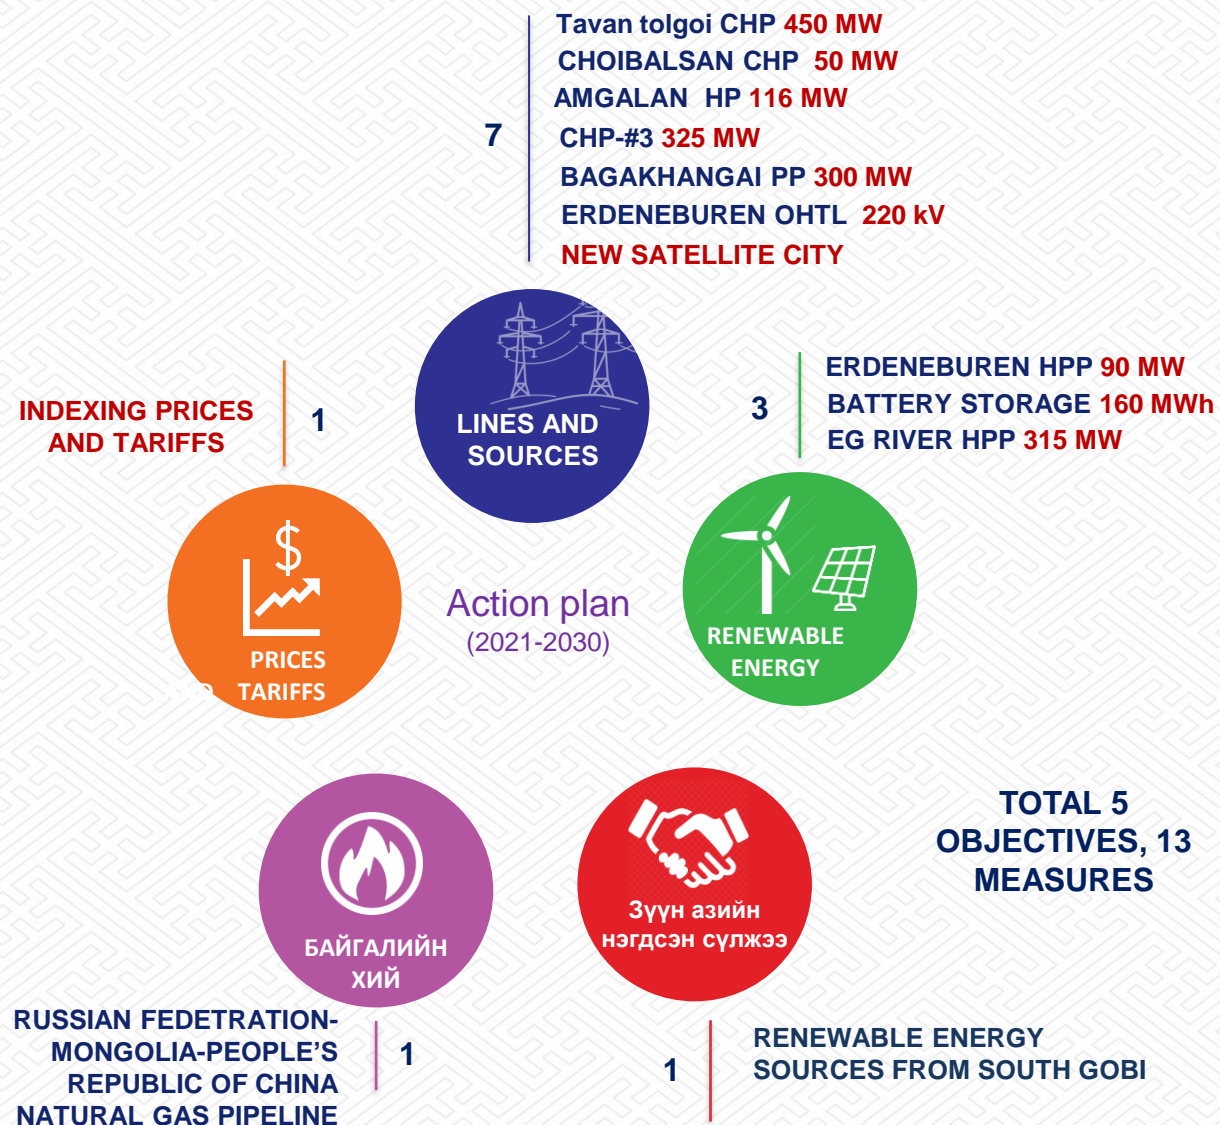 Tavan tolgoi CHP 450 MW
CHOIBALSAN CHP 50 MW
AMGALAN HP 116 MW
7
CHP-#3 325 MW
BAGAKHANGAI PP 300 MW
ERDENEBUREN OHTL 220 kV
NEW SATELLITE CITY
LINES AND
SOURCES
INDEXING PRICES
AND TARIFFS
1
3
ERDENEBUREN HPP 90 MW
BATTERY STORAGE 160 MWh
EG RIVER HPP 315 MW
$
PRICES
TARIFFS
Action plan
(2021-2030)
RENEWABLE
ENERGY
TOTAL 5
OBJECTIVES, 13
MEASURES
БАЙГАЛИЙН
ХИЙ
Зүүн азийн
нэгдсэн сүлжээ
RUSSIAN FEDETRATION-
MONGOLIA-PEOPLE'S
REPUBLIC OF CHINA
NATURAL GAS PIPELINE
1
1
RENEWABLE ENERGY
SOURCES FROM SOUTH GOBI